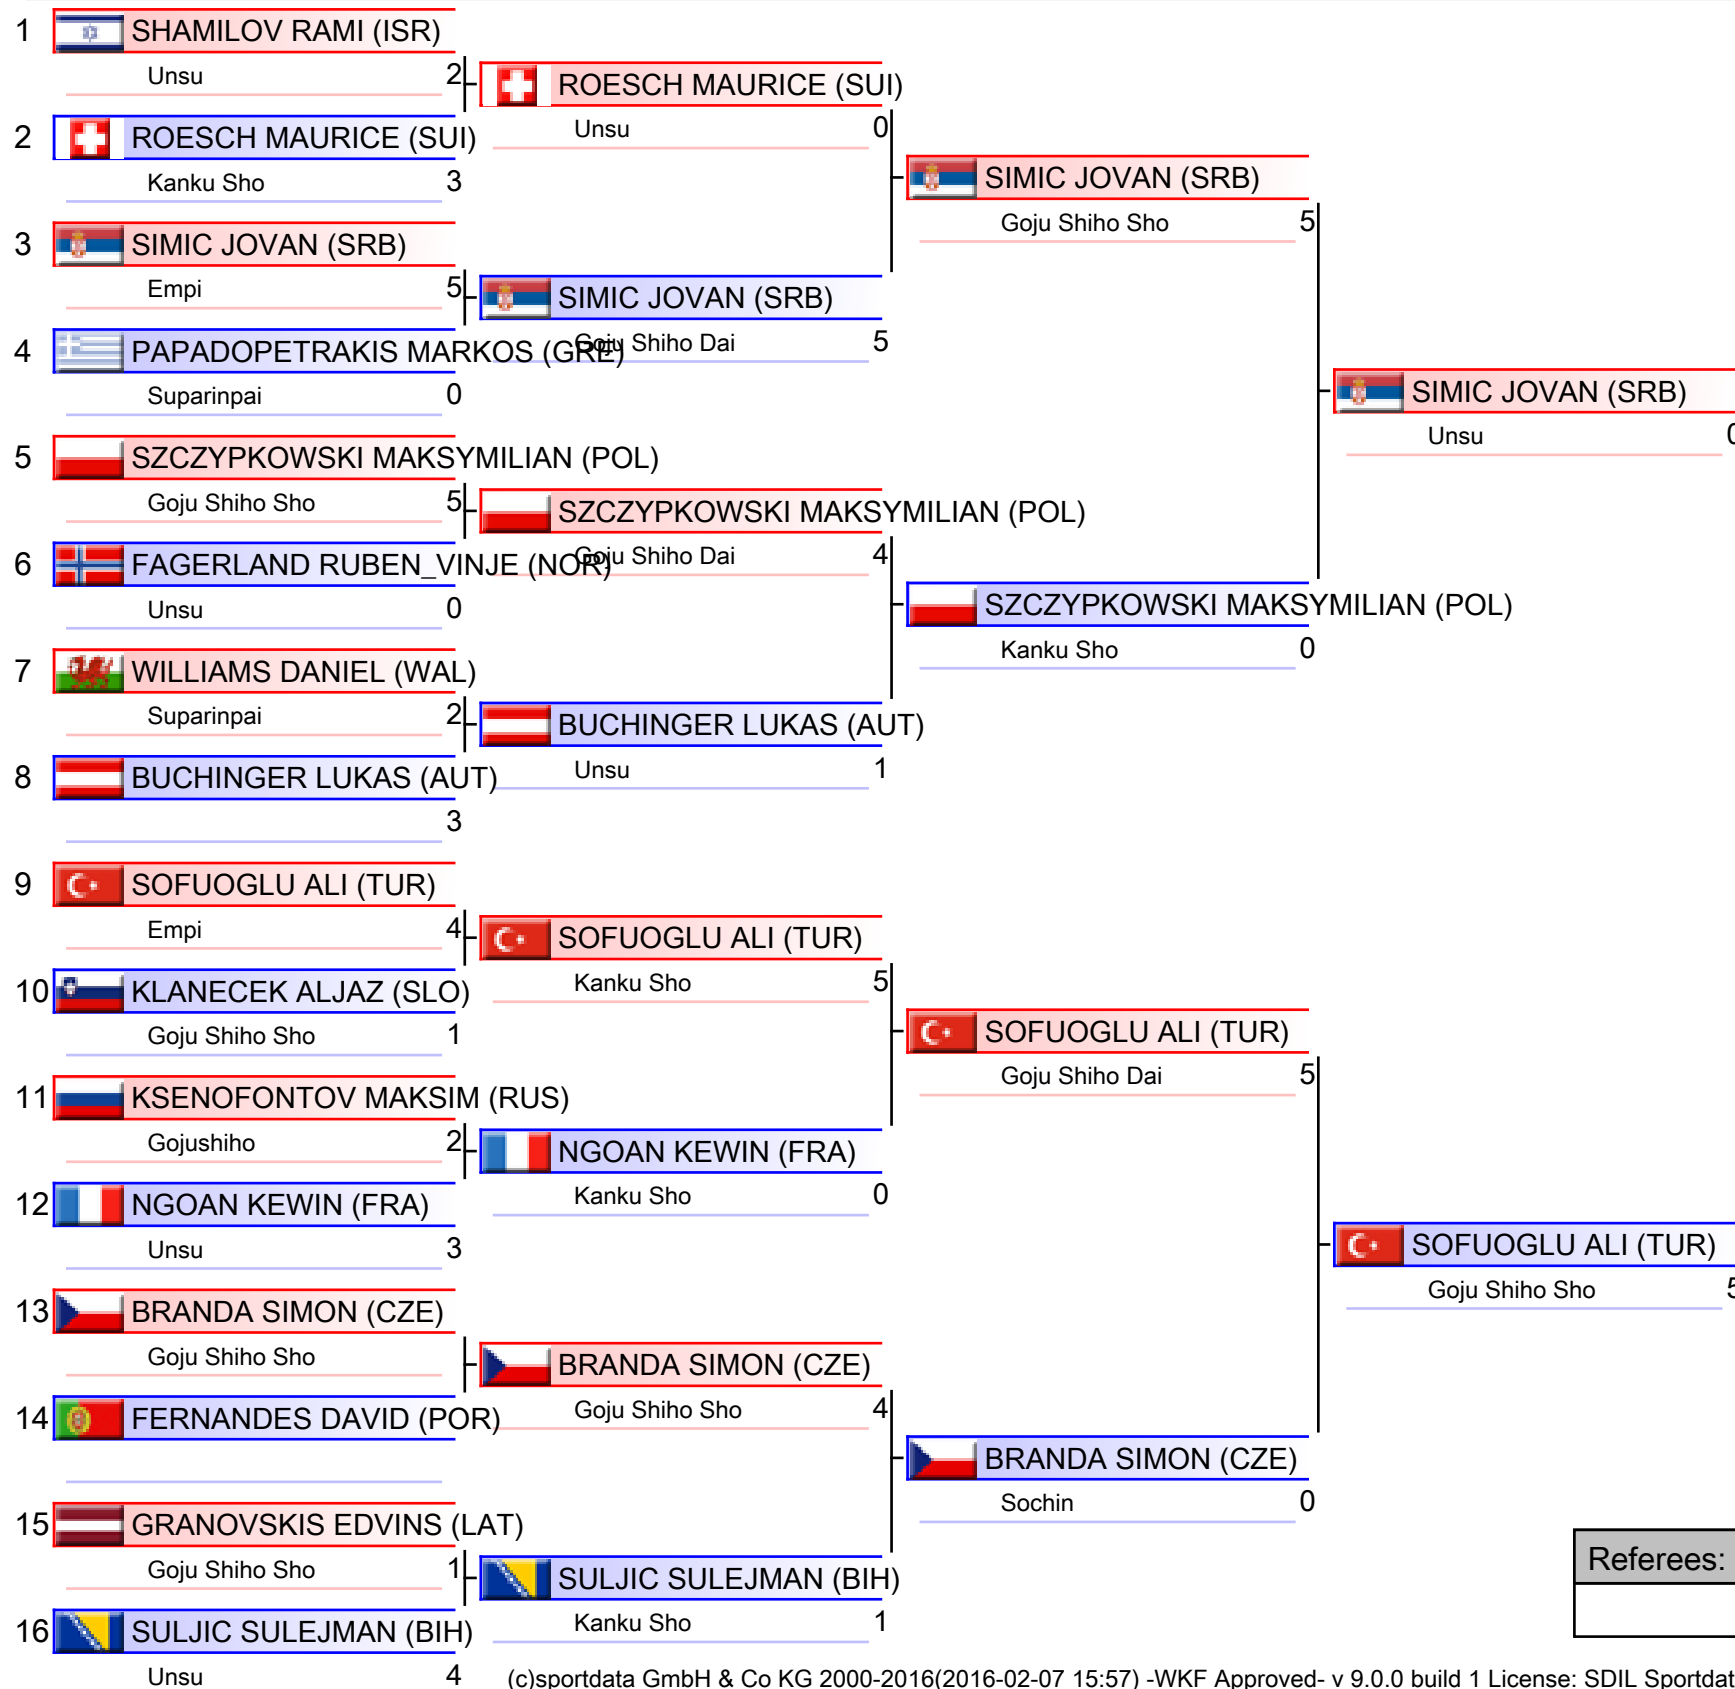 1 SHAMILOV RAMI (ISR)
Unsu 2
ROESCH MAURICE (SUI)
Unsu 0
2 ROESCH MAURICE (SUI)
Kanku Sho 3
SIMIC JOVAN (SRB)
Goju Shiho Sho 5
3 SIMIC JOVAN (SRB)
Empi 5
SIMIC JOVAN (SRB)
Goju Shiho Dai 5
4 PAPADOPETRAKIS MARKOS (GRE)
Suparinpai 0
SIMIC JOVAN (SRB)
Unsu 0
5 SZCZYPKOWSKI MAKSYMILIAN (POL)
Goju Shiho Sho 5
SZCZYPKOWSKI MAKSYMILIAN (POL)
Goju Shiho Dai 4
6 FAGERLAND RUBEN_VINJE (NOR)
Unsu 0
SZCZYPKOWSKI MAKSYMILIAN (POL)
Kanku Sho 0
7 WILLIAMS DANIEL (WAL)
Suparinpai 2
BUCHINGER LUKAS (AUT)
Unsu 1
8 BUCHINGER LUKAS (AUT)
3
9 SOFUOGLU ALI (TUR)
Empi 4
SOFUOGLU ALI (TUR)
Kanku Sho 5
10 KLANECEK ALJAZ (SLO)
Goju Shiho Sho 1
SOFUOGLU ALI (TUR)
Goju Shiho Dai 5
11 KSENOFONTOV MAKSIM (RUS)
Gojushiho 2
NGOAN KEWIN (FRA)
Kanku Sho 0
12 NGOAN KEWIN (FRA)
Unsu 3
SOFUOGLU ALI (TUR)
Goju Shiho Sho 5
13 BRANDA SIMON (CZE)
Goju Shiho Sho
BRANDA SIMON (CZE)
Goju Shiho Sho 4
14 FERNANDES DAVID (POR)
BRANDA SIMON (CZE)
Sochin 0
15 GRANOVSKIS EDVINS (LAT)
Goju Shiho Sho 1
SULJIC SULEJMAN (BIH)
Kanku Sho 1
Referees:
16 SULJIC SULEJMAN (BIH)
Unsu 4
(c)sportdata GmbH & Co KG 2000-2016(2016-02-07 15:57) -WKF Approved- v 9.0.0 build 1 License: SDIL Sportdat